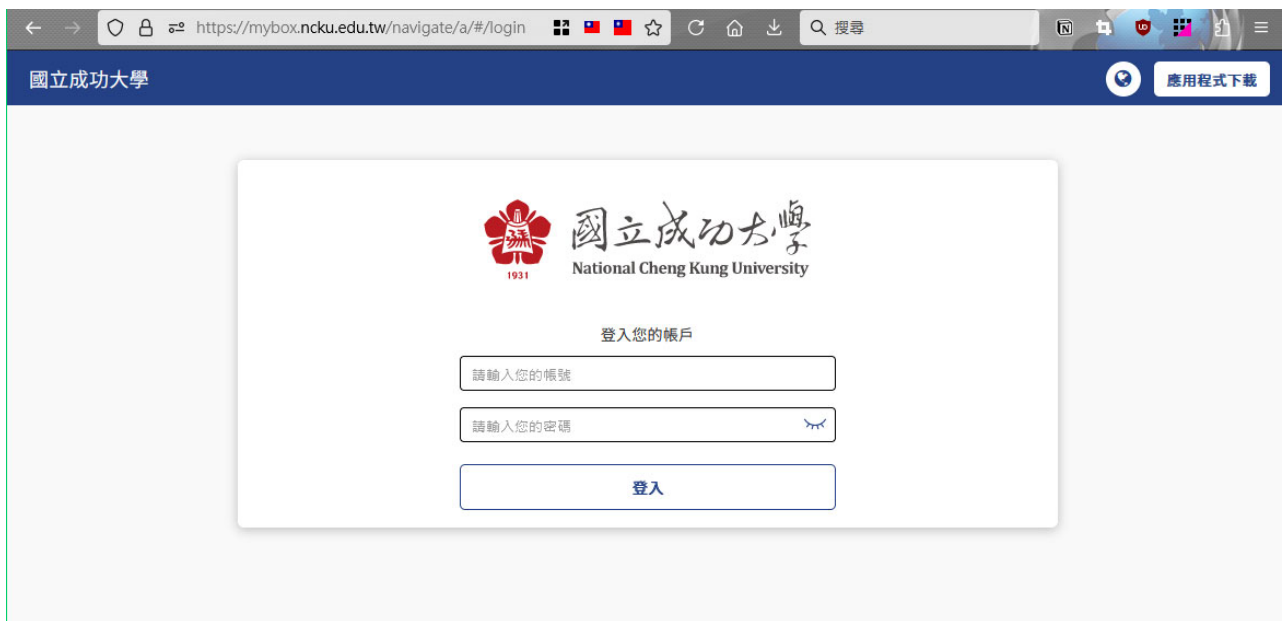 https://mybox.ncku.edu.tw/navigate/a/#/login
搜尋
國立成功大學
應用程式下載
國立成功大學
National Cheng Kung University
1931
登入您的帳戶
請輸入您的帳號
請輸入您的密碼
登入